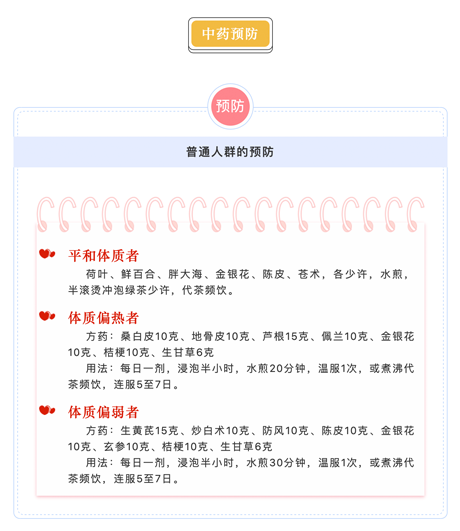 中药预防
预防
普通人群的预防
平和体质者
荷叶、鲜百合、胖大海、金银花、陈皮、苍术，各少许，水煎，
半滚烫冲泡绿茶少许，代茶频饮。
体质偏热者
方药：桑白皮10克、地骨皮10克、芦根15克、佩兰10克、金银花
10克、桔梗10克、生甘草6克
用法：每日一剂，浸泡半小时，水煎20分钟，温服1次，或煮沸代
茶频饮，连服5至7日。
体质偏弱者
方药：生黄芪15克、炒白术10克、防风10克、陈皮10克、金银花
10克、玄参10克、桔梗10克、生甘草6克
用法：每日一剂，浸泡半小时，水煎30分钟，温服1次，或煮沸代
茶频饮，连服5至7日。